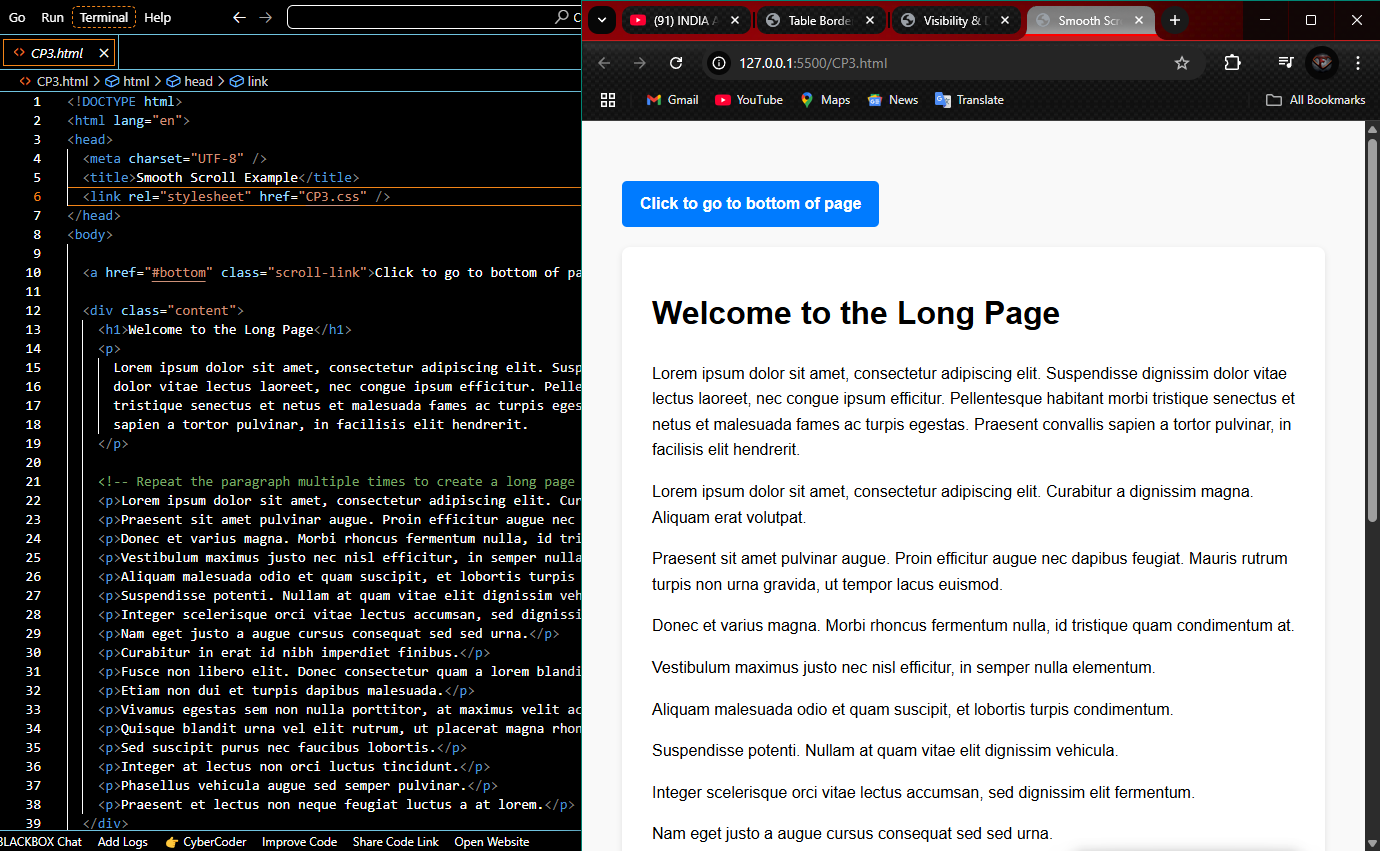 Go Run Terminal Help
CP3.html
CP3.html > html > head > link
1 <!DOCTYPE html>
2 <html lang="en">
3 <head>
4 <meta charset="UTF-8" />
5 <title>Smooth Scroll Example</title>
6 <link rel="stylesheet" href="CP3.css" />
7 </head>
8 <body>
9
10 <a href="#bottom" class="scroll-link">Click to go to bottom of pa
11
12 <div class="content">
13 <h1>Welcome to the Long Page</h1>
14 <p>
15 Lorem ipsum dolor sit amet, consectetur adipiscing elit. Susp
16 dolor vitae lectus laoreet, nec congue ipsum efficitur. Pelle
17 tristique senectus et netus et malesuada fames ac turpis eges
18 sapien a tortor pulvinar, in facilisis elit hendrerit.
19 </p>
20
21 <!-- Repeat the paragraph multiple times to create a long page
22 <p>Lorem ipsum dolor sit amet, consectetur adipiscing elit. Cur
23 <p>Praesent sit amet pulvinar augue. Proin efficitur augue nec
24 <p>Donec et varius magna. Morbi rhoncus fermentum nulla, id tri
25 <p>Vestibulum maximus justo nec nisl efficitur, in semper nulla
26 <p>Aliquam malesuada odio et quam suscipit, et lobortis turpis
27 <p>Suspendisse potenti. Nullam at quam vitae elit dignissim veh
28 <p>Integer scelerisque orci vitae lectus accumsan, sed dignissi
29 <p>Nam eget justo a augue cursus consequat sed sed urna.</p>
30 <p>Curabitur in erat id nibh imperdiet finibus.</p>
31 <p>Fusce non libero elit. Donec consectetur quam a lorem blandi
32 <p>Etiam non dui et turpis dapibus malesuada.</p>
33 <p>Vivamus egestas sem non nulla porttitor, at maximus velit ac
34 <p>Quisque blandit urna vel elit rutrum, ut placerat magna rhon
35 <p>Sed suscipit purus nec faucibus lobortis.</p>
36 <p>Integer at lectus non orci luctus tincidunt.</p>
37 <p>Phasellus vehicula augue sed semper pulvinar.</p>
38 <p>Praesent et lectus non neque feugiat luctus a at lorem.</p>
39 </div>
BLACKBOX Chat Add Logs 👉 CyberCoder Improve Code Share Code Link Open Website
(91) INDIA Table Borde Visibility & Smooth Scr
127.0.0.1:5500/CP3.html
Gmail YouTube Maps News Translate All Bookmarks
Click to go to bottom of page
Welcome to the Long Page
Lorem ipsum dolor sit amet, consectetur adipiscing elit. Suspendisse dignissim dolor vitae
lectus laoreet, nec congue ipsum efficitur. Pellentesque habitant morbi tristique senectus et
netus et malesuada fames ac turpis egestas. Praesent convallis sapien a tortor pulvinar, in
facilisis elit hendrerit.
Lorem ipsum dolor sit amet, consectetur adipiscing elit. Curabitur a dignissim magna.
Aliquam erat volutpat.
Praesent sit amet pulvinar augue. Proin efficitur augue nec dapibus feugiat. Mauris rutrum
turpis non urna gravida, ut tempor lacus euismod.
Donec et varius magna. Morbi rhoncus fermentum nulla, id tristique quam condimentum at.
Vestibulum maximus justo nec nisl efficitur, in semper nulla elementum.
Aliquam malesuada odio et quam suscipit, et lobortis turpis condimentum.
Suspendisse potenti. Nullam at quam vitae elit dignissim vehicula.
Integer scelerisque orci vitae lectus accumsan, sed dignissim elit fermentum.
Nam eget justo a augue cursus consequat sed sed urna.